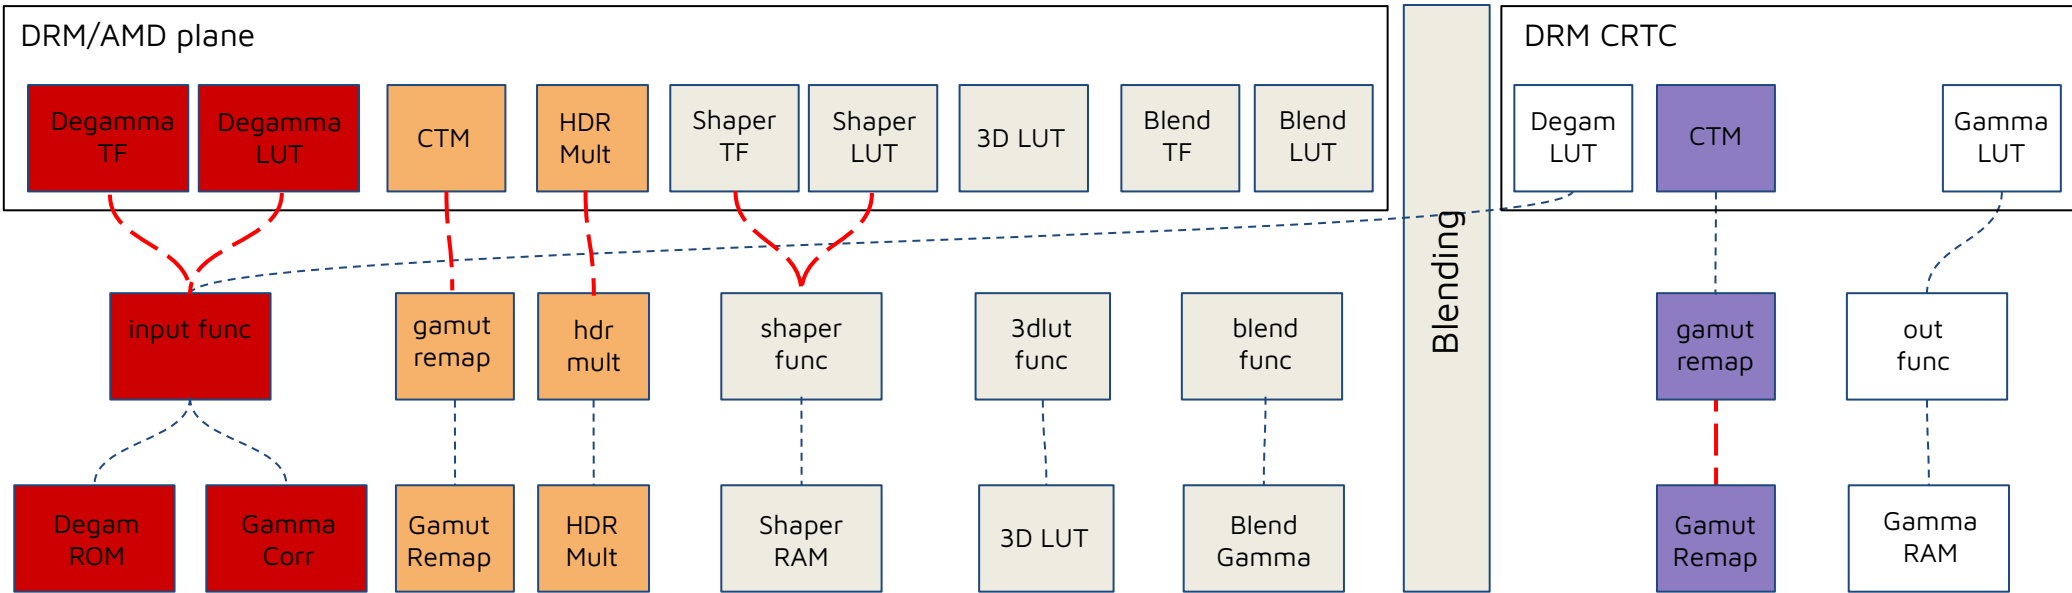 DRM/AMD plane
Degamma
TF
Degamma
LUT
CTM
HDR
Mult
Shaper
TF
Shaper
LUT
3D LUT
Blend
TF
Blend
LUT
Blending
DRM CRTC
Degam
LUT
CTM
Gamma
LUT
input func
gamut
remap
hdr
mult
shaper
func
3dlut
func
blend
func
gamut
remap
out
func
Degam
ROM
Gamma
Corr
Gamut
Remap
HDR
Mult
Shaper
RAM
3D LUT
Blend
Gamma
Gamut
Remap
Gamma
RAM